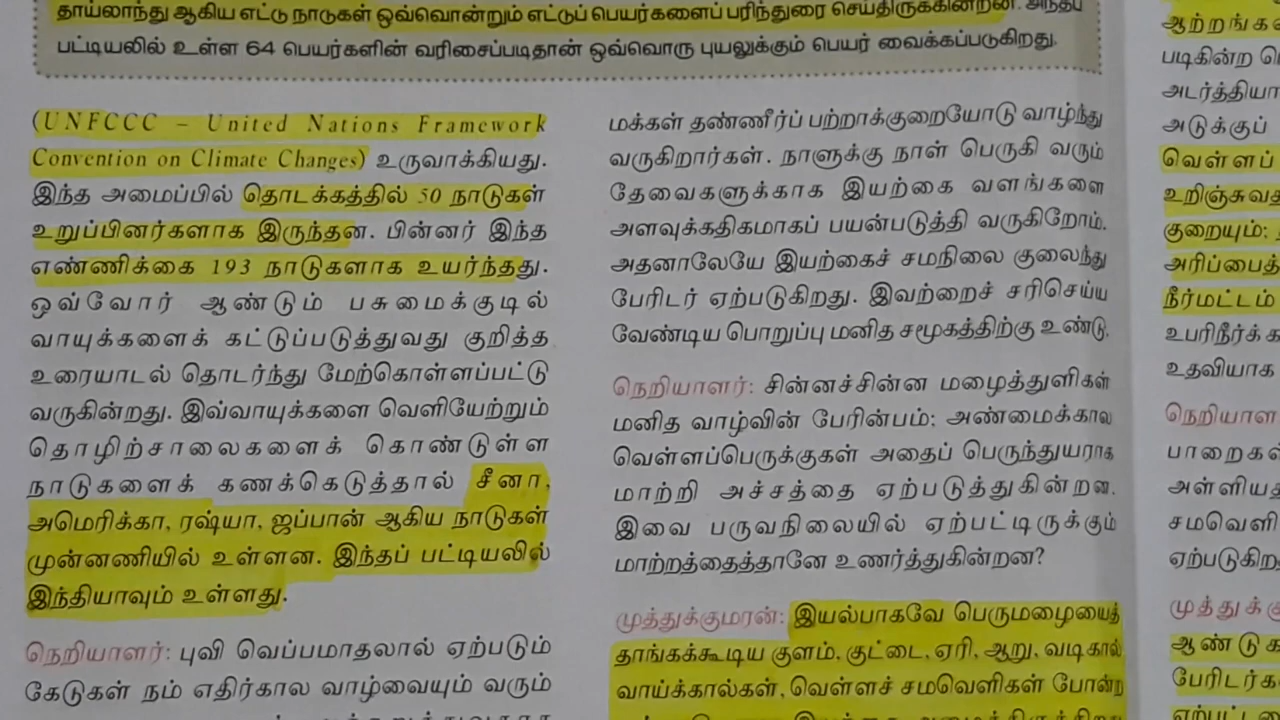 தாய்லாந்து ஆகிய எட்டு நாடுகள் ஒவ்வொன்றும் எட்டுப் பெயர்களைப் பரிந்துரை செய்திருக்கின்றன. அந்தப்
பட்டியலில் உள்ள 64 பெயர்களின் வரிசைப்படிதான் ஒவ்வொரு புயலுக்கும் பெயர் வைக்கப்படுகிறது.
(UNFCCC – United Nations Framework
Convention on Climate Changes) உருவாக்கியது.
இந்த அமைப்பில் தொடக்கத்தில் 50 நாடுகள்
உறுப்பினர்களாக இருந்தன. பின்னர் இந்த
எண்ணிக்கை 193 நாடுகளாக உயர்ந்தது.
ஒவ்வோர் ஆண்டும் பசுமைக்குடில்
வாயுக்களைக் கட்டுப்படுத்துவது குறித்த
உரையாடல் தொடர்ந்து மேற்கொள்ளப்பட்டு
வருகின்றது. இவ்வாயுக்களை வெளியேற்றும்
தொழிற்சாலைகளைக் கொண்டுள்ள
நாடுகளைக் கணக்கெடுத்தால் சீனா,
அமெரிக்கா, ரஷ்யா, ஜப்பான் ஆகிய நாடுகள்
முன்னணியில் உள்ளன. இந்தப் பட்டியலில்
இந்தியாவும் உள்ளது.
நெறியாளர்: புவி வெப்பமாதலால் ஏற்படும்
கேடுகள் நம் எதிர்கால வாழ்வையும் வரும்
மக்கள் தண்ணீர்ப் பற்றாக்குறையோடு வாழ்ந்து
வருகிறார்கள். நாளுக்கு நாள் பெருகி வரும்
தேவைகளுக்காக இயற்கை வளங்களை
அளவுக்கதிகமாகப் பயன்படுத்தி வருகிறோம்.
அதனாலேயே இயற்கைச் சமநிலை குலைந்து
பேரிடர் ஏற்படுகிறது. இவற்றைச் சரிசெய்ய
வேண்டிய பொறுப்பு மனித சமூகத்திற்கு உண்டு.
நெறியாளர்: சின்னச்சின்ன மழைத்துளிகள்
மனித வாழ்வின் பேரின்பம்; அண்மைக்கால
வெள்ளப்பெருக்குகள் அதைப் பெருந்துயராக
மாற்றி அச்சத்தை ஏற்படுத்துகின்றன.
இவை பருவநிலையில் ஏற்பட்டிருக்கும்
மாற்றத்தைத்தானே உணர்த்துகின்றன?
முத்துக்குமரன்: இயல்பாகவே பெருமழையைத்
தாங்கக்கூடிய குளம், குட்டை, ஏரி, ஆறு, வடிகால்
வாய்க்கால்கள், வெள்ளச் சமவெளிகள் போன்ற
படுகின்ற
அடுக்குப்
குறையும்;
நீர்மட்டம்
உதவியாக
ஏற்படுகிற